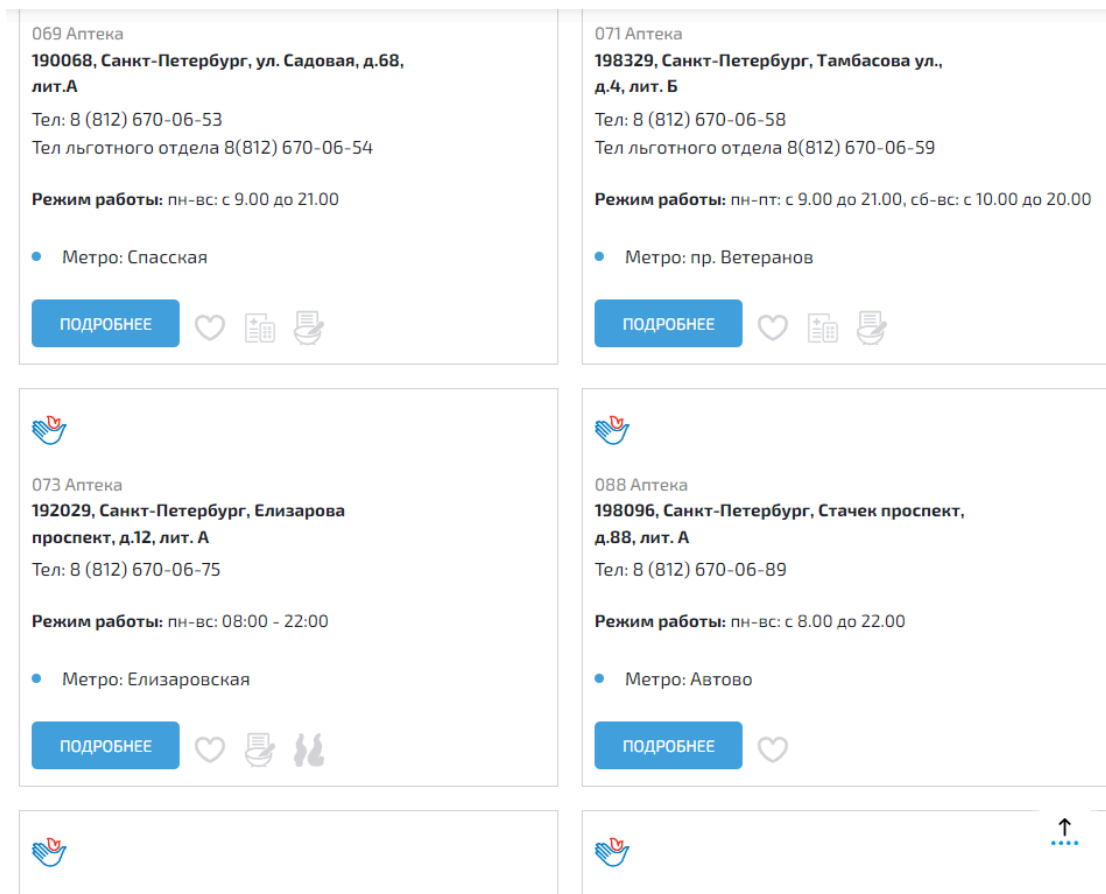 069 Аптека
190068, Санкт-Петербург, ул. Садовая, д.68,
лит.А
Тел: 8 (812) 670-06-53
Тел льготного отдела 8(812) 670-06-54
Режим работы: пн-вс: с 9.00 до 21.00
Метро: Спасская
ПОДРОБНЕЕ
071 Аптека
198329, Санкт-Петербург, Тамбасова ул.,
д.4, лит. Б
Тел: 8 (812) 670-06-58
Тел льготного отдела 8(812) 670-06-59
Режим работы: пн-пт: с 9.00 до 21.00, сб-вс: с 10.00 до 20.00
Метро: пр. Ветеранов
ПОДРОБНЕЕ
073 Аптека
192029, Санкт-Петербург, Елизарова
проспект, д.12, лит. А
Тел: 8 (812) 670-06-75
Режим работы: пн-вс: 08:00 - 22:00
Метро: Елизаровская
ПОДРОБНЕЕ
088 Аптека
198096, Санкт-Петербург, Стачек проспект,
д.88, лит. А
Тел: 8 (812) 670-06-89
Режим работы: пн-вс: с 8.00 до 22.00
Метро: Автово
ПОДРОБНЕЕ